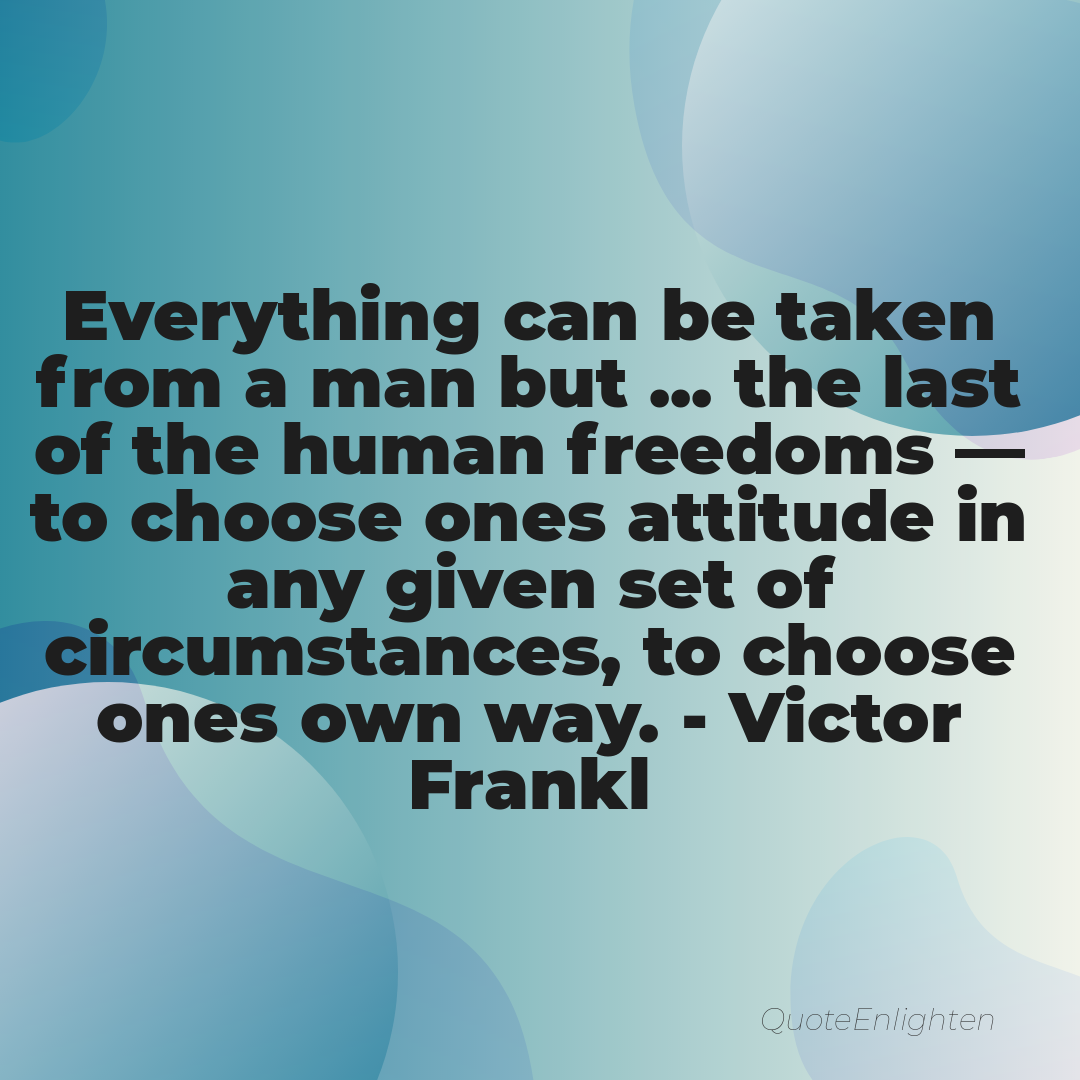 Everything can be taken
from a man but ... the last
of the human freedoms —
to choose ones attitude in
any given set of
circumstances, to choose
ones own way. - Victor
Frankl
QuoteEnlighten